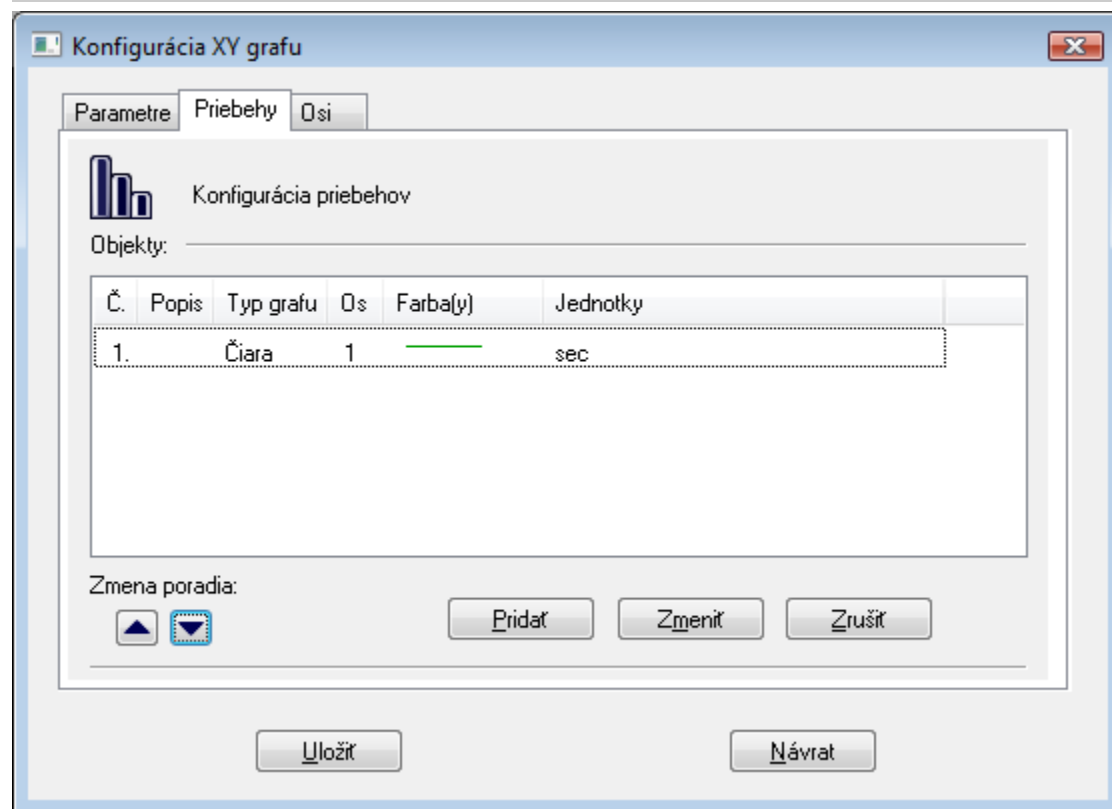 Konfigurácia XY grafu
Parametre Priebehy Osi
Konfigurácia priebehov
Objekty:
Č. Popis Typ grafu Os Farba(y) Jednotky
1. Čiara 1 sec
Zmena poradia:
Pridať Zmeniť Zrušiť
Uložiť Návrat